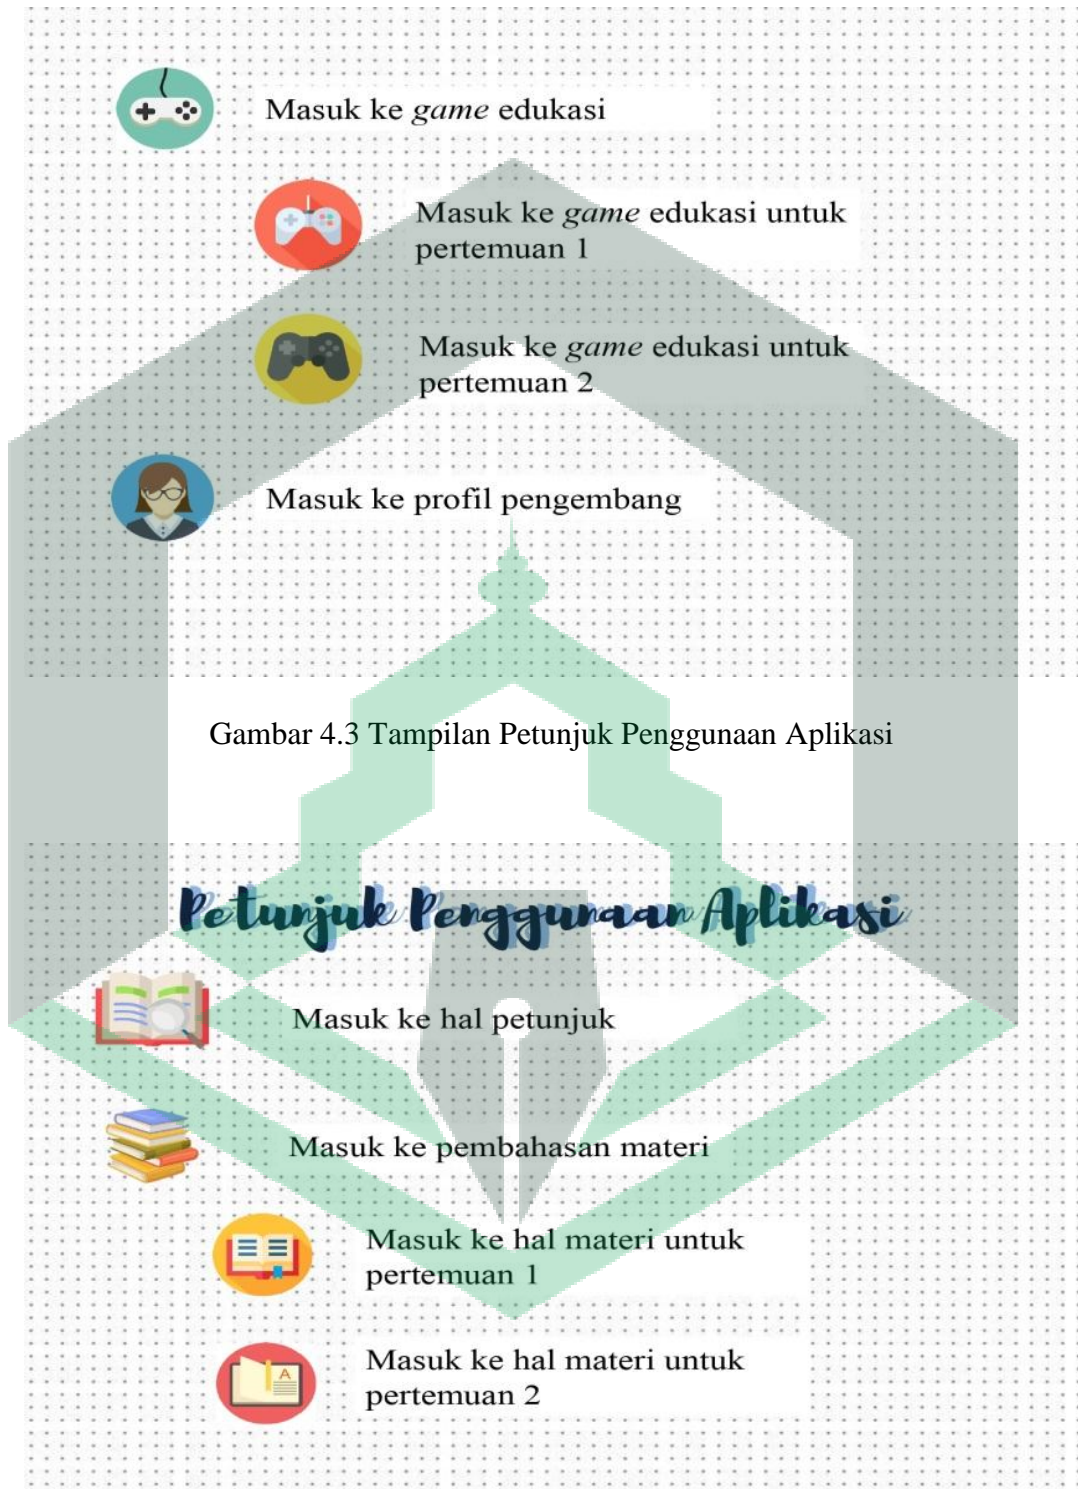 Masuk ke game edukasi
Masuk ke game edukasi untuk
pertemuan 1
Masuk ke game edukasi untuk
pertemuan 2
Masuk ke profil pengembang
Gambar 4.3 Tampilan Petunjuk Penggunaan Aplikasi
Petunjuk Penggunaan Aplikasi
Masuk ke hal petunjuk
Masuk ke pembahasan materi
Masuk ke hal materi untuk
pertemuan 1
Masuk ke hal materi untuk
pertemuan 2
A